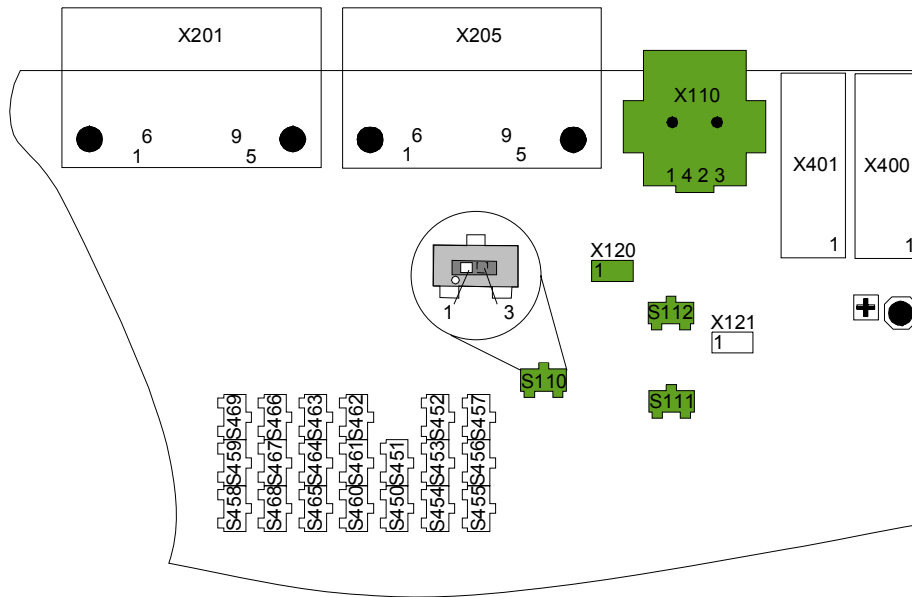 X201
X205
X110
6 9
1 5
6 9
1 5
1 4 2 3
X401
X400
1
1
X120
1
1 3
S112
X121
1
S110
S111
S469
S466
S463
S462
S452
S457
S459
S467
S464
S461
S451
S453
S456
S458
S468
S465
S460
S450
S454
S455